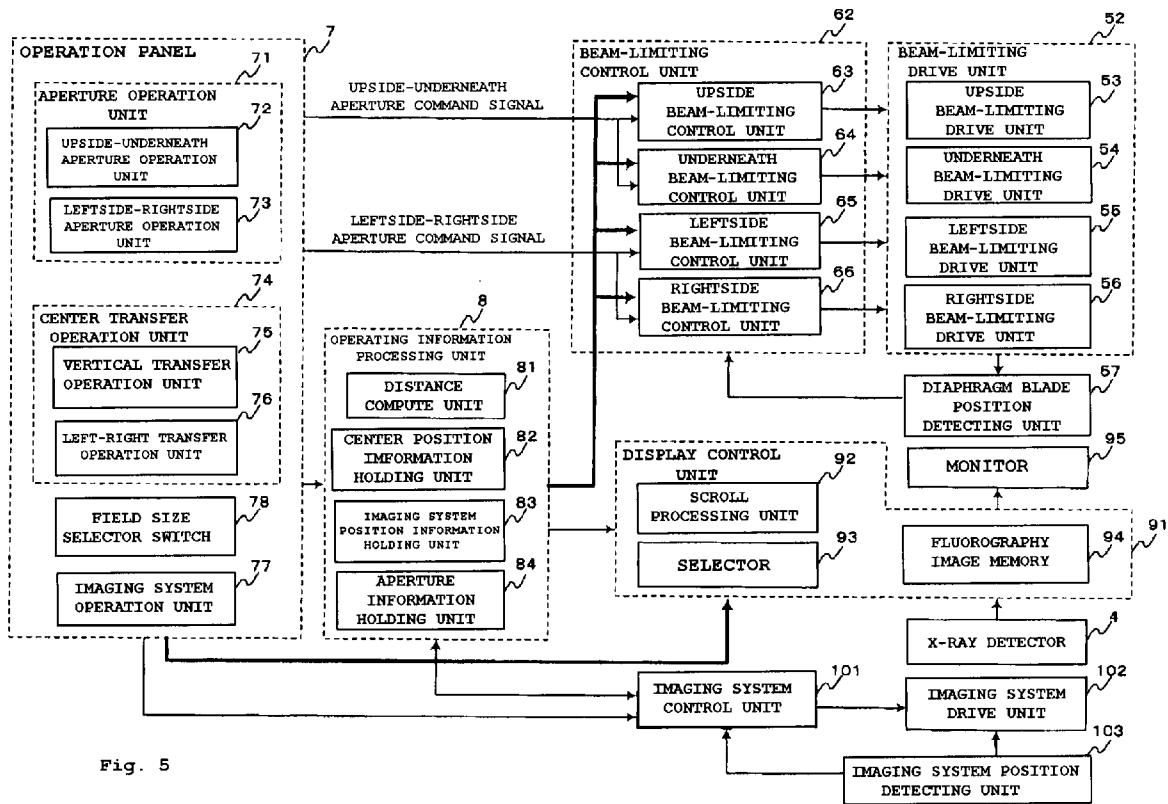 7
OPERATION PANEL
71
APERTURE OPERATION
UNIT
72
UPSIDE-UNDERNEATH
APERTURE OPERATION
UNIT
73
LEFTSIDE-RIGHTSIDE
APERTURE OPERATION
UNIT
74
CENTER TRANSFER
OPERATION UNIT
75
VERTICAL TRANSFER
OPERATION UNIT
76
LEFT-RIGHT TRANSFER
OPERATION UNIT
78
FIELD SIZE
SELECTOR SWITCH
77
IMAGING SYSTEM
OPERATION UNIT
UPSIDE-UNDERNEATH
APERTURE COMMAND SIGNAL
LEFTSIDE-RIGHTSIDE
APERTURE COMMAND SIGNAL
8
OPERATING INFORMATION
PROCESSING UNIT
81
DISTANCE
COMPUTE UNIT
82
CENTER POSITION
IMFORMATION
HOLDING UNIT
83
IMAGING SYSTEM
POSITION INFORMATION
HOLDING UNIT
84
APERTURE
INFORMATION
HOLDING UNIT
62
BEAM-LIMITING
CONTROL UNIT
63
UPSIDE
BEAM-LIMITING
CONTROL UNIT
64
UNDERNEATH
BEAM-LIMITING
CONTROL UNIT
65
LEFTSIDE
BEAM-LIMITING
CONTROL UNIT
66
RIGHTSIDE
BEAM-LIMITING
CONTROL UNIT
52
BEAM-LIMITING
DRIVE UNIT
53
UPSIDE
BEAM-LIMITING
DRIVE UNIT
54
UNDERNEATH
BEAM-LIMITING
DRIVE UNIT
55
LEFTSIDE
BEAM-LIMITING
DRIVE UNIT
56
RIGHTSIDE
BEAM-LIMITING
DRIVE UNIT
57
DIAPHRAGM BLADE
POSITION
DETECTING UNIT
95
MONITOR
DISPLAY CONTROL
UNIT
92
SCROLL
PROCESSING UNIT
93
SELECTOR
91
94
FLUOROGRAPHY
IMAGE MEMORY
4
X-RAY DETECTOR
101
IMAGING SYSTEM
CONTROL UNIT
102
IMAGING SYSTEM
DRIVE UNIT
103
IMAGING SYSTEM POSITION
DETECTING UNIT
Fig. 5